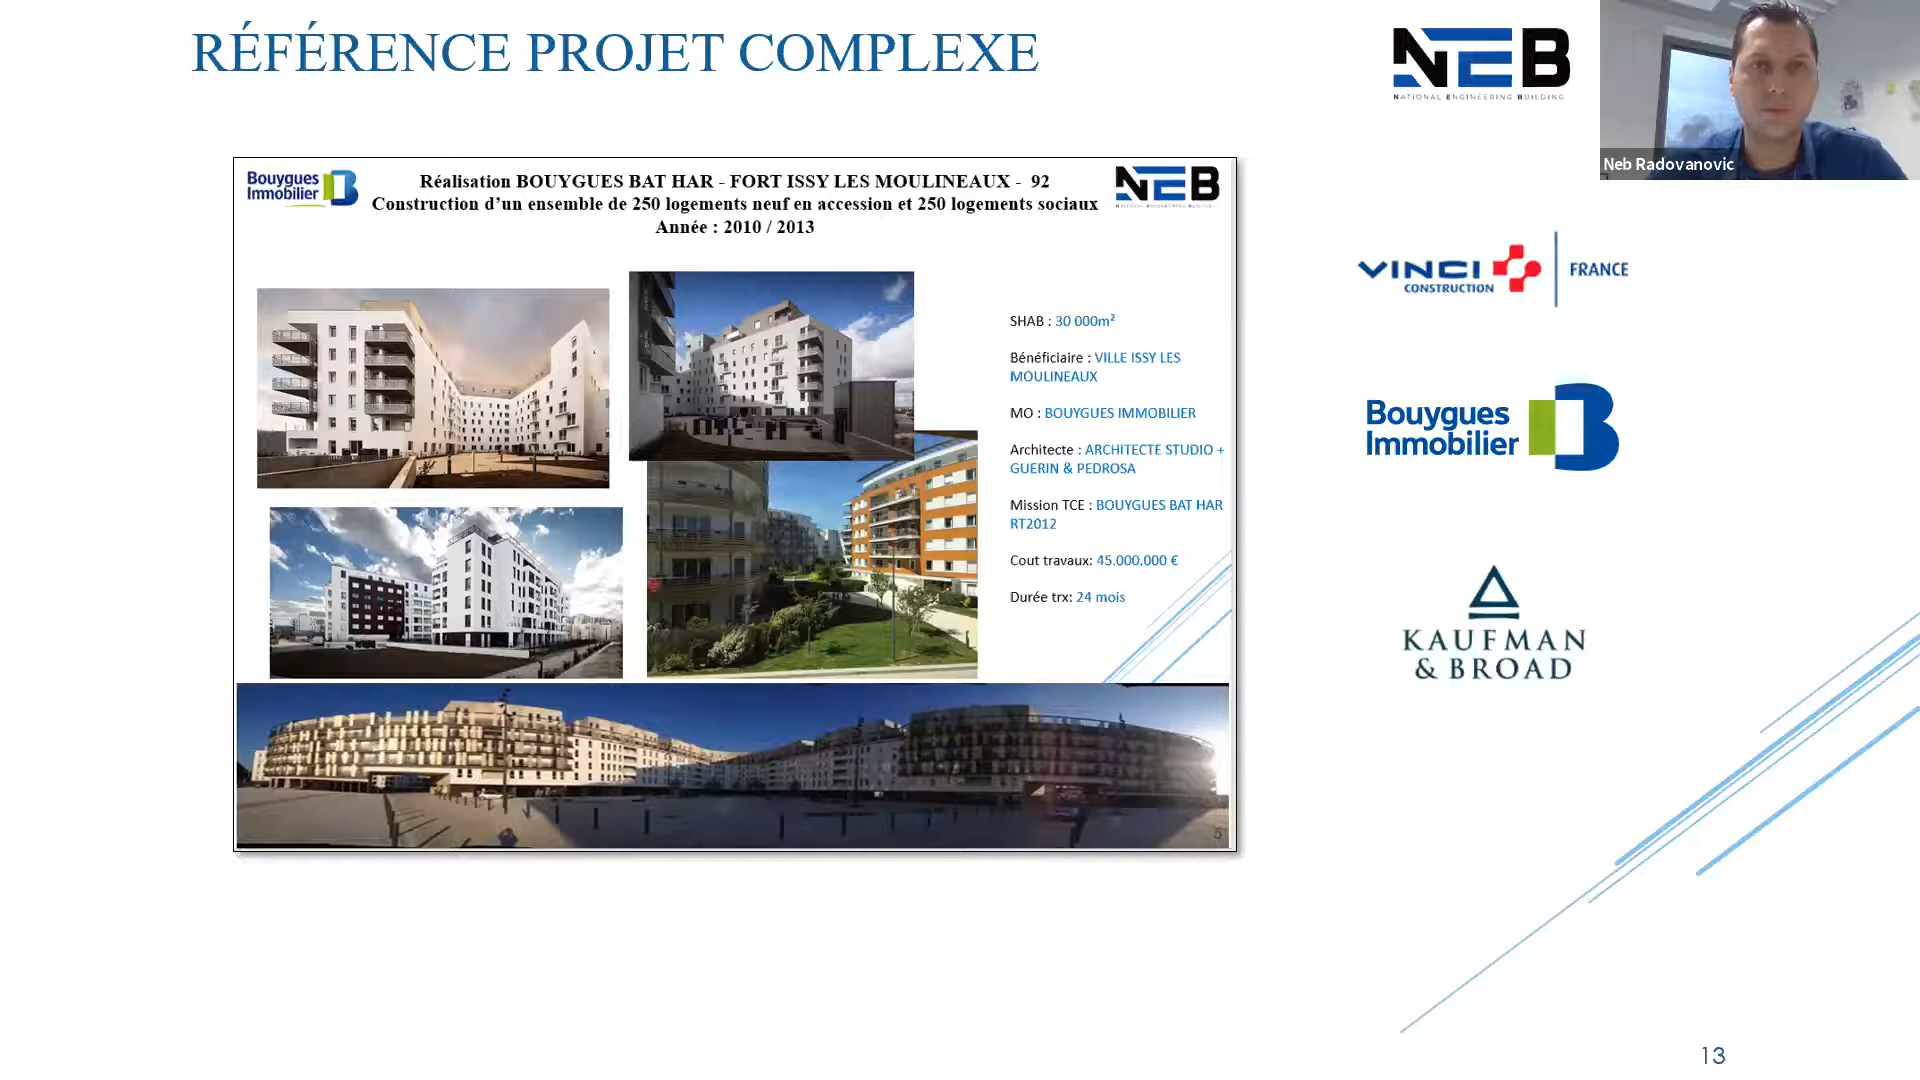 RÉFÉRENCE PROJET COMPLEXE
NEB
NATIONAL ENGINEERING BUILDING
Neb Radovanovic
Bouygues
Immobilier
Réalisation BOUYGUES BAT HAR - FORT ISSY LES MOULINEAUX - 92
Construction d’un ensemble de 250 logements neuf en accession et 250 logements sociaux
Année : 2010 / 2013
NEB
NATIONAL ENGINEERING BUILDING
SHAB : 30 000m²
Bénéficiaire : VILLE ISSY LES
MOULINEAUX
MO : BOUYGUES IMMOBILIER
Architecte : ARCHITECTE STUDIO +
GUERIN & PEDROSA
Mission TCE : BOUYGUES BAT HAR
RT2012
Cout travaux: 45.000.000 €
Durée trx: 24 mois
5
VINCI
CONSTRUCTION
FRANCE
Bouygues
Immobilier
KAUFMAN
& BROAD
13